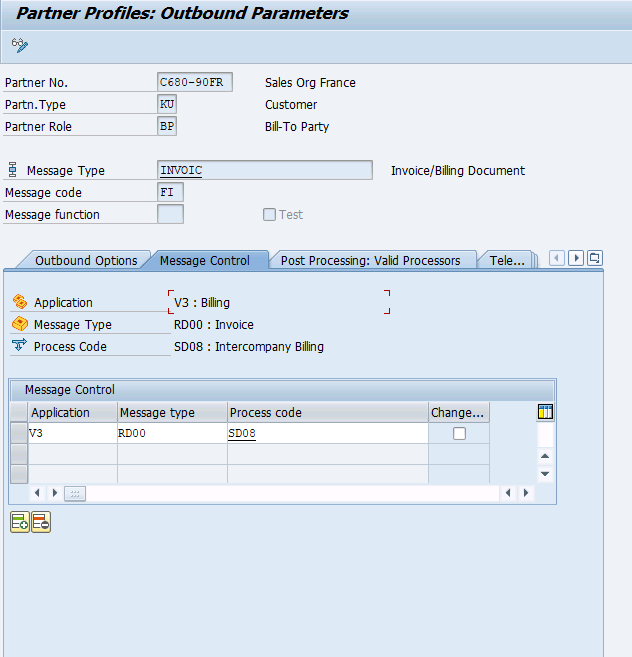 Partner Profiles: Outbound Parameters
Partner No. C680-90FR Sales Org France
Partn.Type KU Customer
Partner Role BP Bill-To Party
Message Type INVOIC Invoice/Billing Document
Message code FI
Message function Test
Outbound Options Message Control Post Processing: Valid Processors Tele...
Application V3 : Billing
Message Type RD00 : Invoice
Process Code SD08 : Intercompany Billing
Message Control
Application Message type Process code Change...
V3 RD00 SD08